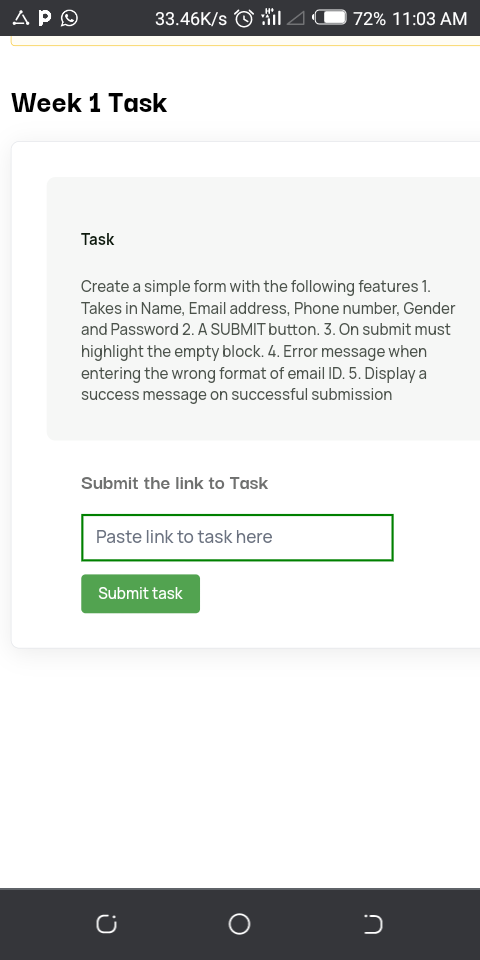 33.46K/s 72% 11:03 AM
Week 1 Task
Task
Create a simple form with the following features 1.
Takes in Name, Email address, Phone number, Gender
and Password 2. A SUBMIT button. 3. On submit must
highlight the empty block. 4. Error message when
entering the wrong format of email ID. 5. Display a
success message on successful submission
Submit the link to Task
Paste link to task here
Submit task